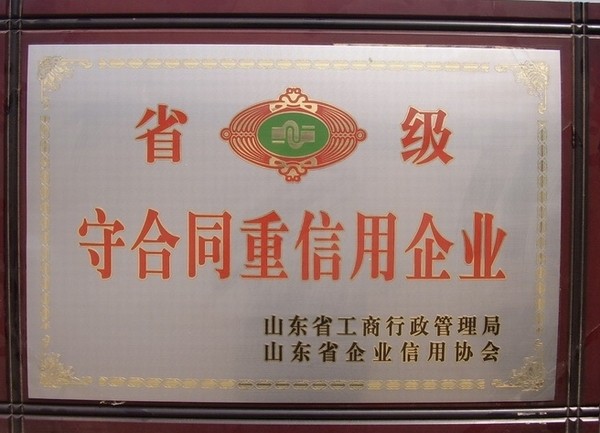 省级
守合同重信用企业
山东省工商行政管理局
山东省企业信用协会